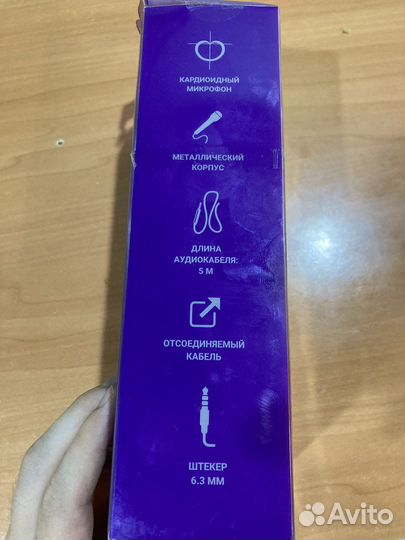 КАРДИОИДНЫЙ
МИКРОФОН
МЕТАЛЛИЧЕСКИЙ
КОРПУС
ДЛИНА
АУДИОКАБЕЛЯ:
5 М
ОТСОЕДИНЯЕМЫЙ
КАБЕЛЬ
ШТЕКЕР
6.3 ММ
Avito